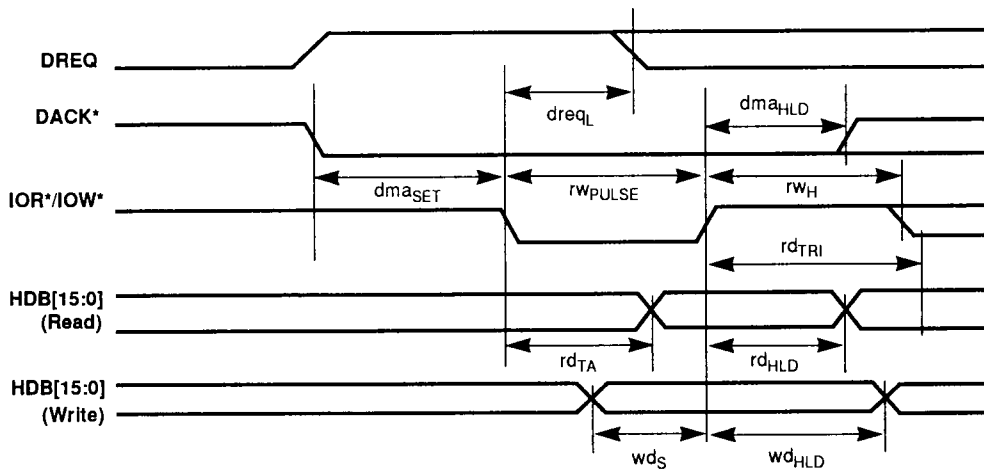 DREQ
dreqL
dmaHLD
DACK*
dmaSET
rwPULSE
rwH
IOR*/IOW*
rdTRI
HDB[15:0]
(Read)
rdTA
rdHLD
HDB[15:0]
(Write)
wdS
wdHLD